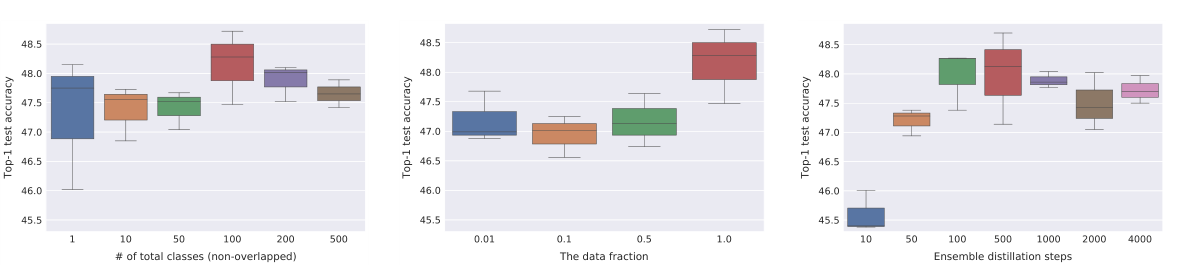 48.5
48.0
47.5
47.0
46.5
46.0
45.5
Top-1 test accuracy
1 10 50 100 200 500
# of total classes (non-overlapped)
48.5
48.0
47.5
47.0
46.5
46.0
45.5
Top-1 test accuracy
0.01 0.1 0.5 1.0
The data fraction
48.5
48.0
47.5
47.0
46.5
46.0
45.5
Top-1 test accuracy
10 50 100 500 1000 2000 4000
Ensemble distillation steps